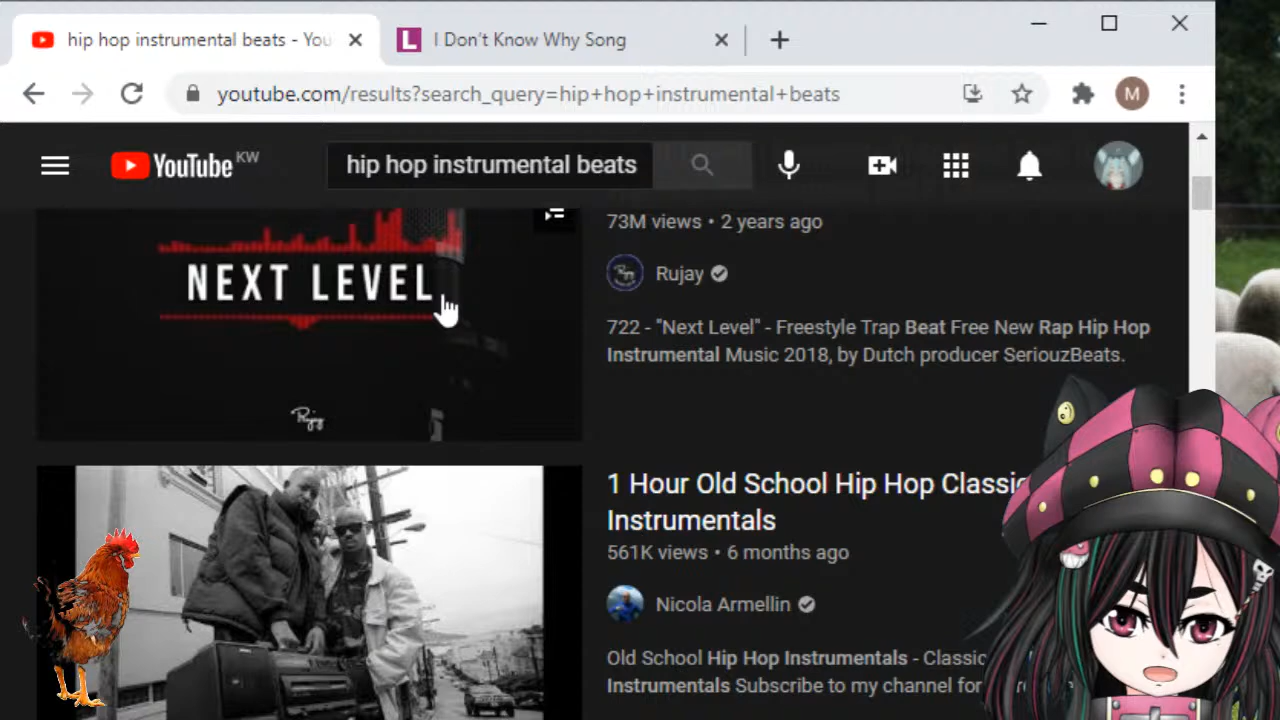 hip hop instrumental beats - You
I Don't Know Why Song
youtube.com/results?search_query=hip+hop+instrumental+beats
M
YouTube KW
hip hop instrumental beats
NEXT LEVEL
Rujay
73M views • 2 years ago
Rujay
722 - "Next Level" - Freestyle Trap Beat Free New Rap Hip Hop
Instrumental Music 2018, by Dutch producer SeriouzBeats.
1 Hour Old School Hip Hop Classic
Instrumentals
561K views • 6 months ago
Nicola Armellin
Old School Hip Hop Instrumentals - Classic
Instrumentals Subscribe to my channel for